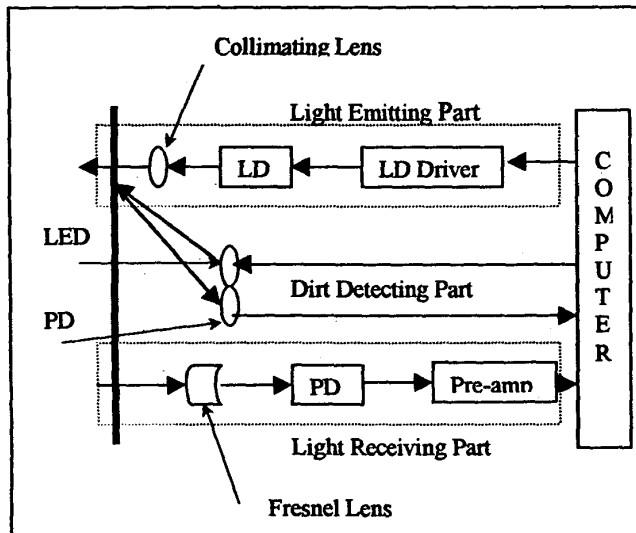 Collimating Lens
Light Emitting Part
LD
LD Driver
COMPUTER
LED
Dirt Detecting Part
PD
PD
Pre-amp
Light Receiving Part
Fresnel Lens